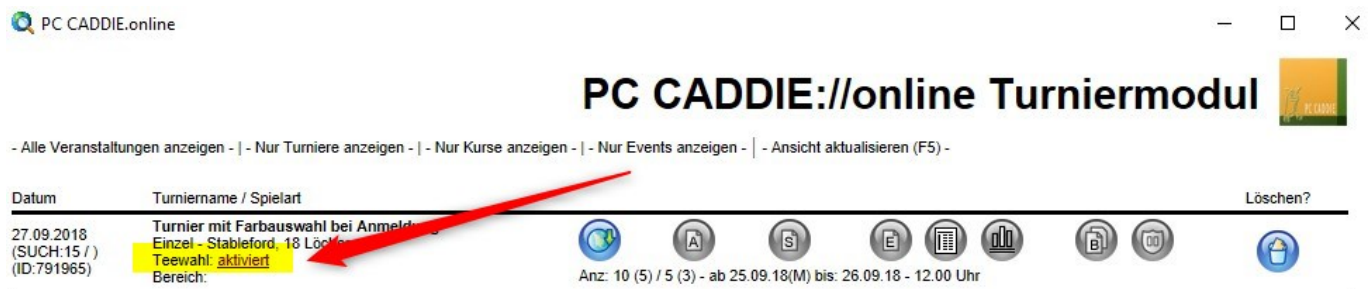 PC CADDIE.online
PC CADDIE://online Turniermodul
PC CADDIE
- Alle Veranstaltungen anzeigen - | - Nur Turniere anzeigen - | - Nur Kurse anzeigen - | - Nur Events anzeigen - | - Ansicht aktualisieren (F5) -
Datum Turniername / Spielart Löschen?
27.09.2018
(SUCH:15 / )
(ID:791965)
Turnier mit Farbauswahl bei Anmeldung
Einzel - Stableford, 18 Löcher
Teewahl: aktiviert
Bereich:
A S E B
Anz: 10 (5) / 5 (3) - ab 25.09.18(M) bis: 26.09.18 - 12.00 Uhr